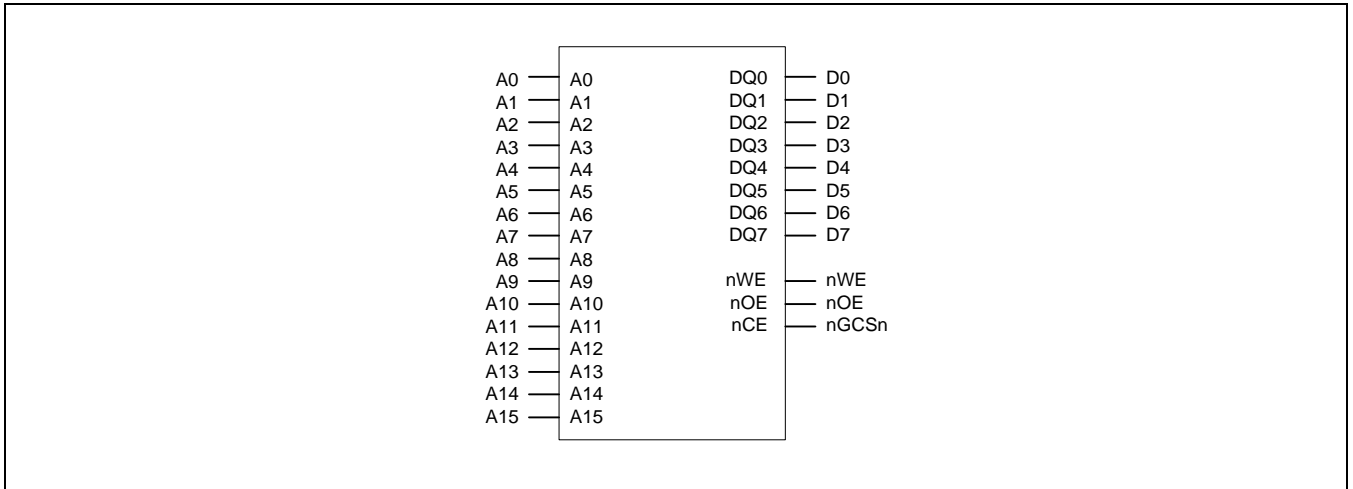 A0 A0 DQ0 D0
A1 A1 DQ1 D1
A2 A2 DQ2 D2
A3 A3 DQ3 D3
A4 A4 DQ4 D4
A5 A5 DQ5 D5
A6 A6 DQ6 D6
A7 A7 DQ7 D7
A8 A8
A9 A9 nWE nWE
A10 A10 nOE nOE
A11 A11 nCE nGCSn
A12 A12
A13 A13
A14 A14
A15 A15